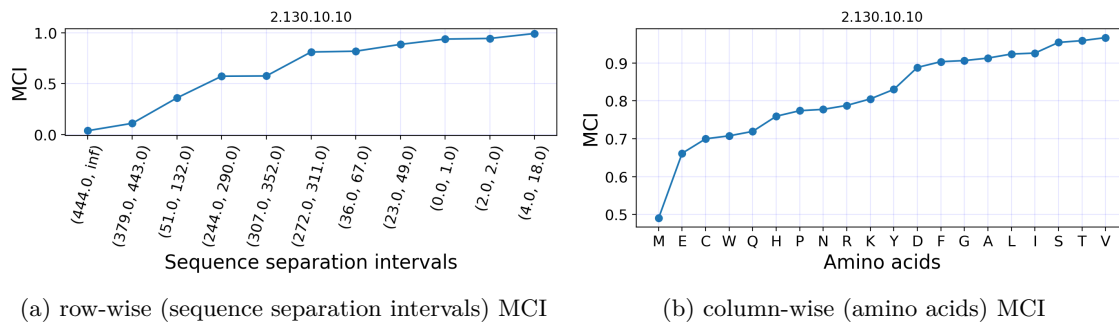 2.130.10.10
1.0
0.5
0.0
MCI
(444.0, inf)
(379.0, 443.0)
(51.0, 132.0)
(244.0, 290.0)
(307.0, 352.0)
(272.0, 311.0)
(36.0, 67.0)
(23.0, 49.0)
(0.0, 1.0)
(2.0, 2.0)
(4.0, 18.0)
Sequence separation intervals
(a) row-wise (sequence separation intervals) MCI
2.130.10.10
0.9
0.8
0.7
0.6
0.5
MCI
M E C W Q H P N R K Y D F G A L I S T V
Amino acids
(b) column-wise (amino acids) MCI